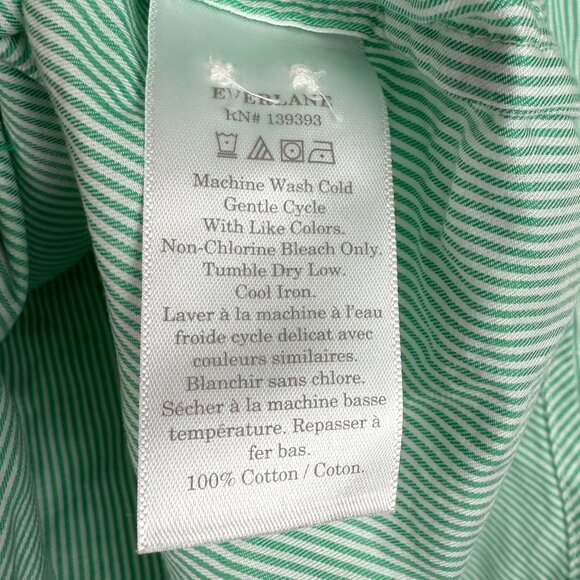 EVERLANE
RN# 139393
Machine Wash Cold
Gentle Cycle
With Like Colors.
Non-Chlorine Bleach Only.
Tumble Dry Low.
Cool Iron.
Laver à la machine à l'eau
froide cycle delicat avec
couleurs similaires.
Blanchir sans chlore.
Sécher à la machine basse
température. Repasser à
fer bas.
100% Cotton / Coton.